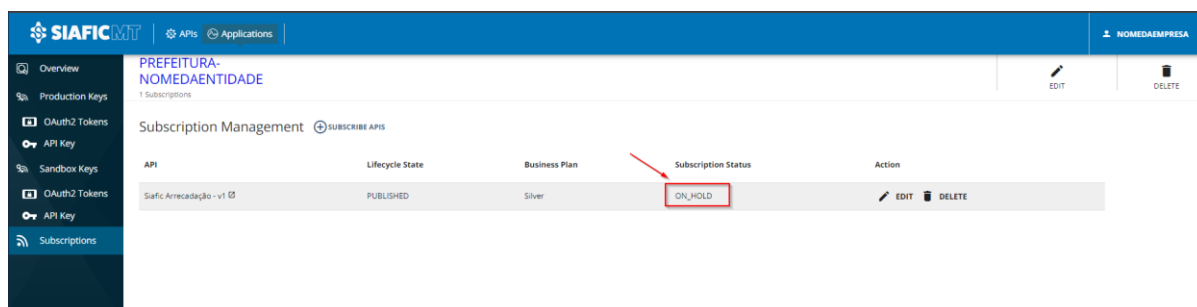 SIAFICMT
APIs
Applications
NOMEDAEMPRESA
Overview
Production Keys
OAuth2 Tokens
API Key
Sandbox Keys
OAuth2 Tokens
API Key
Subscriptions
PREFEITURA-
NOMEDAENTIDADE
1 Subscriptions
EDIT
DELETE
Subscription Management SUBSCRIBE APIS
API Lifecycle State Business Plan Subscription Status Action
Siafic Arrecadação - v1 PUBLISHED Silver ON_HOLD EDIT DELETE